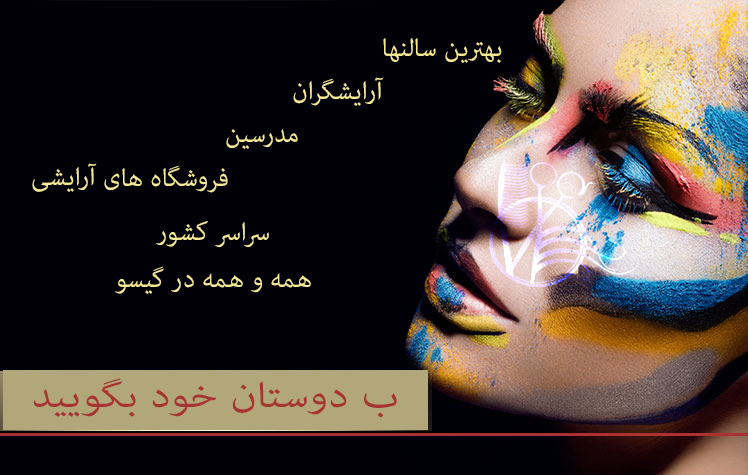 بهترین سالنها
آرایشگران
مدرسین
فروشگاه های آرایشی
سراسر کشور
همه و همه در گیسو
ب دوستان خود بگویید